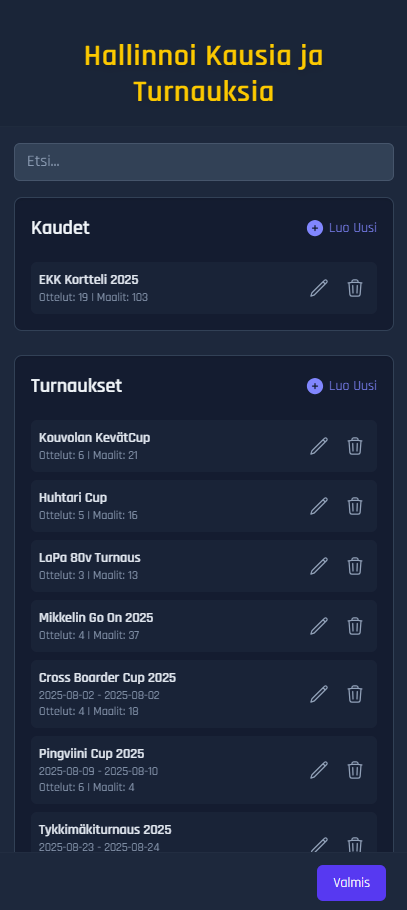 Hallinnoi Kausia ja
Turnauksia
Etsi...
Kaudet
Luo Uusi
EKK Kortteli 2025
Ottelut: 19 | Maalit: 103
Turnaukset
Luo Uusi
Kouvolan KevätCup
Ottelut: 6 | Maalit: 21
Huhtari Cup
Ottelut: 5 | Maalit: 16
LaPa 80v Turnaus
Ottelut: 3 | Maalit: 13
Mikkelin Go On 2025
Ottelut: 4 | Maalit: 37
Cross Boarder Cup 2025
2025-08-02 - 2025-08-02
Ottelut: 4 | Maalit: 18
Pingviini Cup 2025
2025-08-09 - 2025-08-10
Ottelut: 6 | Maalit: 4
Tykkimäkiturnaus 2025
2025-08-23 - 2025-08-24
Valmis